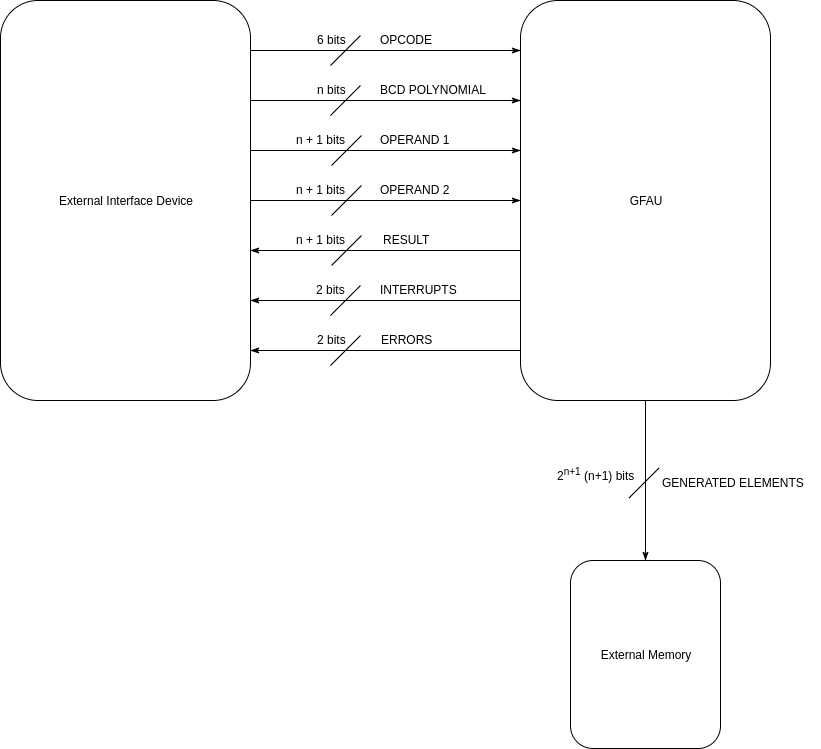 6 bits OPCODE
n bits BCD POLYNOMIAL
n + 1 bits OPERAND 1
n + 1 bits OPERAND 2
External Interface Device
GFAU
n + 1 bits RESULT
2 bits INTERRUPTS
2 bits ERRORS
2^{n+1} (n+1) bits
GENERATED ELEMENTS
External Memory